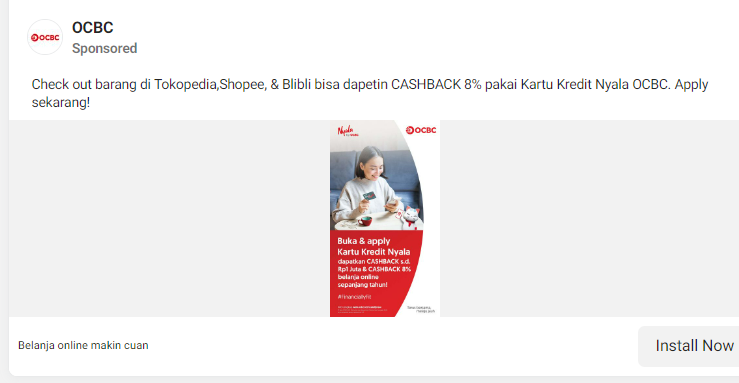 OCBC
Sponsored
OCBC
Check out barang di Tokopedia,Shopee, & Blibli bisa dapetin CASHBACK 8% pakai Kartu Kredit Nyala OCBC. Apply
sekarang!
Nyala
OCBC
Buka & apply
Kartu Kredit Nyala
dapatkan CASHBACK s.d.
Rp1 Juta & CASHBACK 8%
belanja online
sepanjang tahun!
#FinanciallyFit
Belanja online makin cuan
Install Now